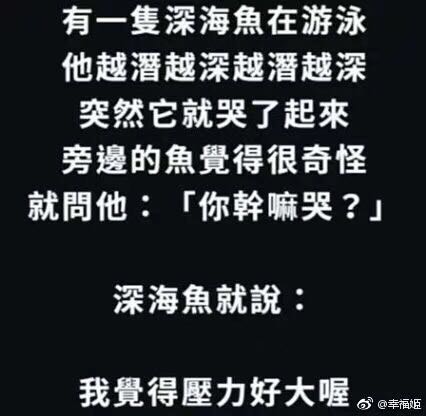 有一隻深海魚在游泳
他越潛越深越潛越深
突然它就哭了起來
旁邊的魚覺得很奇怪
就問他：「你幹嘛哭？」
深海魚就說：
我覺得壓力好大喔
@幸福姬